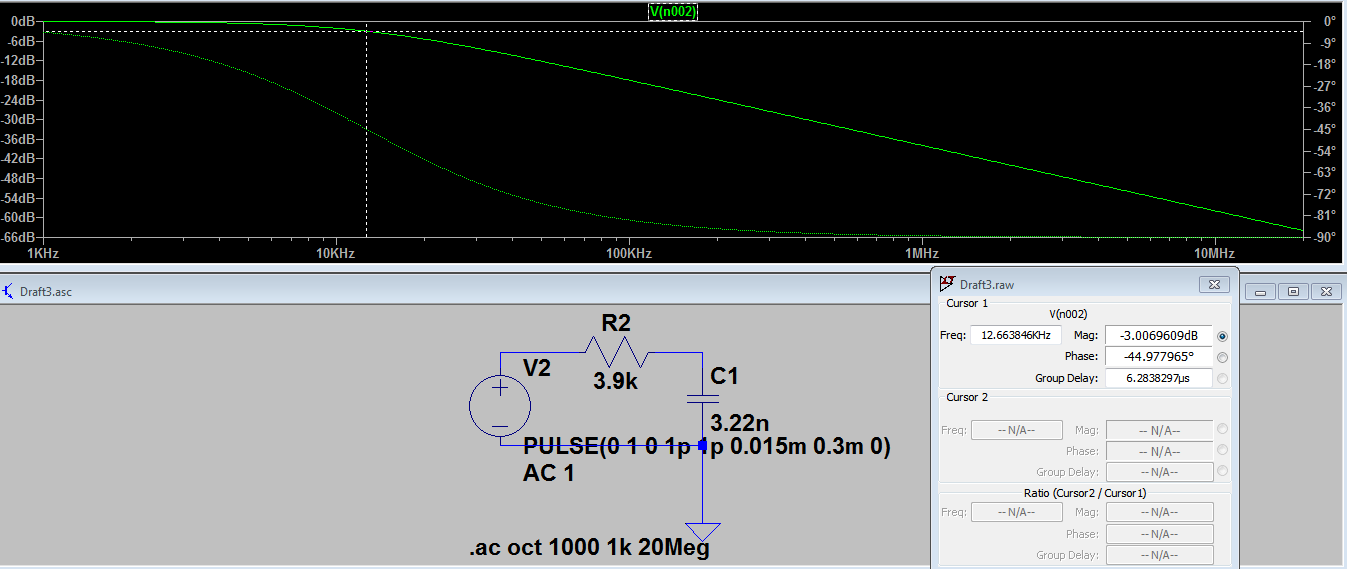 V(n002)
0dB 0°
-6dB -9°
-12dB -18°
-18dB -27°
-24dB -36°
-30dB -45°
-36dB -54°
-42dB -63°
-48dB -72°
-54dB -81°
-60dB -90°
-66dB
1KHz 10KHz 100KHz 1MHz 10MHz
Draft3.asc
R2
3.9k
V2
C1
3.22n
PULSE(0 1 0 1p 1p 0.015m 0.3m 0)
AC 1
.ac oct 1000 1k 20Meg
Draft3.raw
Cursor 1
V(n002)
Freq: 12.663846KHz Mag: -3.0069609dB
Phase: -44.977965°
Group Delay: 6.2838297µs
Cursor 2
Freq: -- N/A-- Mag: -- N/A--
Phase: -- N/A--
Group Delay: -- N/A--
Ratio (Cursor2 / Cursor1)
Freq: -- N/A-- Mag: -- N/A--
Phase: -- N/A--
Group Delay: -- N/A--